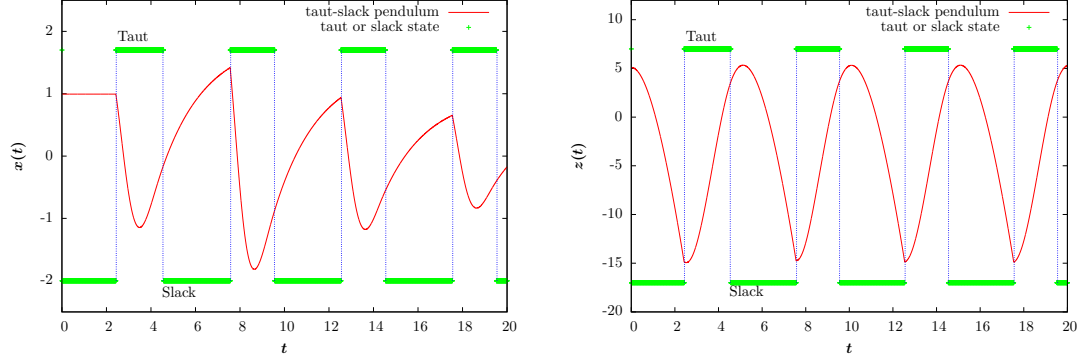 taut-slack pendulum
taut or slack state
Taut
Slack
2
1
0
-1
-2
x(t)
0 2 4 6 8 10 12 14 16 18 20
t
taut-slack pendulum
taut or slack state
Taut
Slack
10
5
0
-5
-10
-15
-20
z(t)
0 2 4 6 8 10 12 14 16 18 20
t